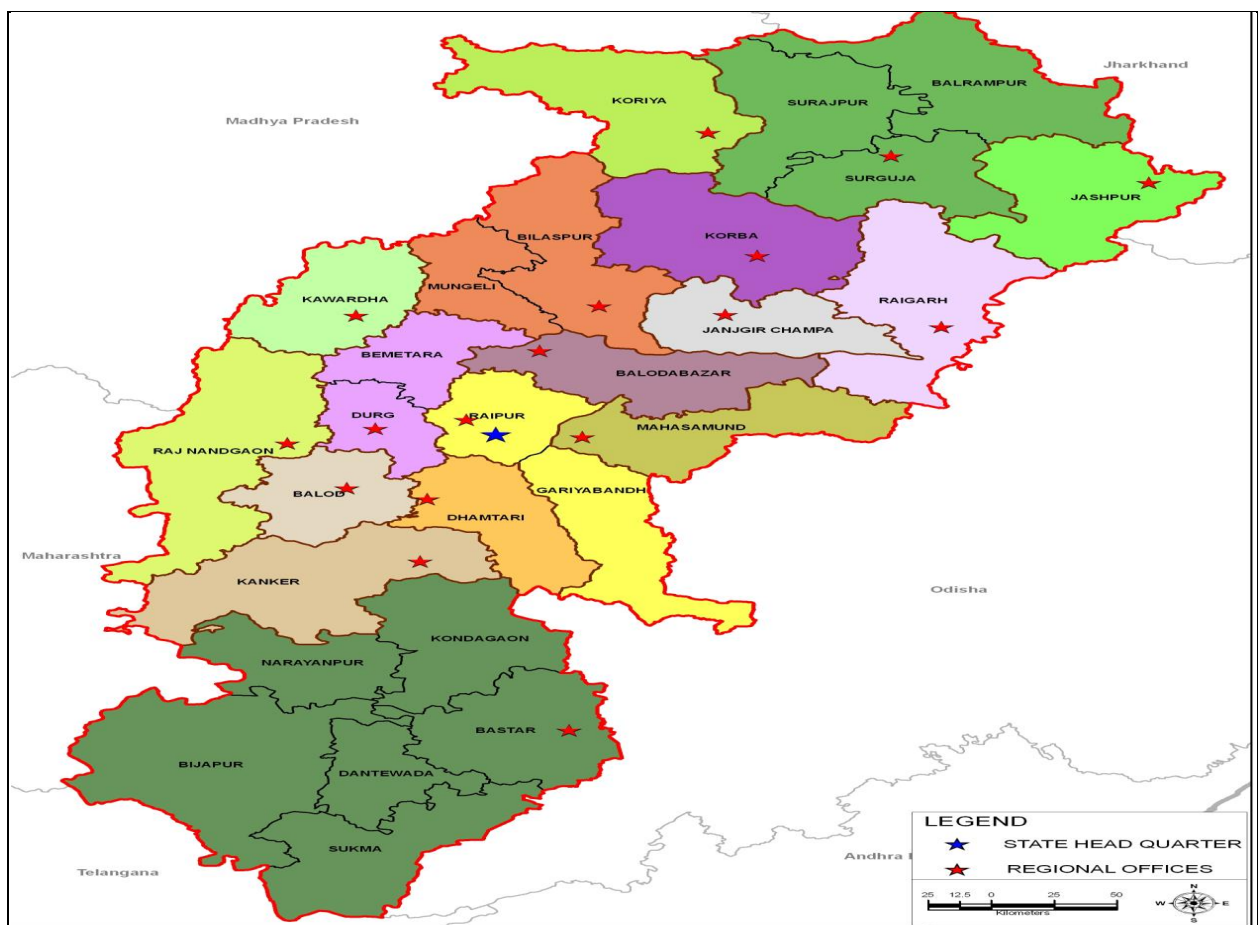 Jharkhand
BALRAMPUR
KORIYA
SURAJPUR
Madhya Pradesh
SURGUJA
JASHPUR
BILASPUR
KORBA
MUNGELI
KAWARDHA
RAIGARH
JANJGIR CHAMPA
BEMETARA
BALODABAZAR
DURG
RAIPUR
MAHASAMUND
RAJ NANDGAON
BALOD
GARIYABANDH
DHAMTARI
Maharashtra
KANKER
Odisha
KONDAGAON
NARAYANPUR
BASTAR
BIJAPUR
DANTEWADA
SUKMA
Telangana
Andhra
LEGEND
STATE HEAD QUARTER
REGIONAL OFFICES
25 12.5 0 25 50
Kilometers
N
W E
S